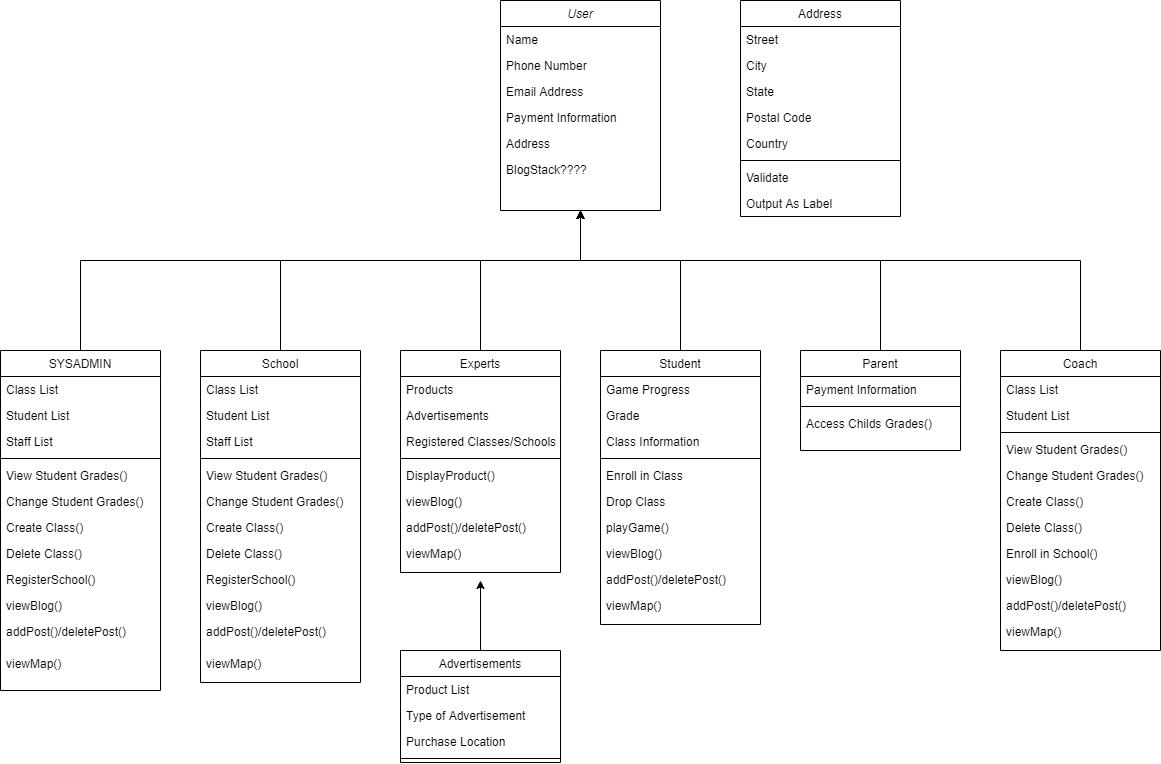 User
Name
Phone Number
Email Address
Payment Information
Address
BlogStack????
Address
Street
City
State
Postal Code
Country
Validate
Output As Label
SYSADMIN
Class List
Student List
Staff List
View Student Grades()
Change Student Grades()
Create Class()
Delete Class()
RegisterSchool()
viewBlog()
addPost()/deletePost()
viewMap()
School
Class List
Student List
Staff List
View Student Grades()
Change Student Grades()
Create Class()
Delete Class()
RegisterSchool()
viewBlog()
addPost()/deletePost()
viewMap()
Experts
Products
Advertisements
Registered Classes/Schools
DisplayProduct()
viewBlog()
addPost()/deletePost()
viewMap()
Advertisements
Product List
Type of Advertisement
Purchase Location
Student
Game Progress
Grade
Class Information
Enroll in Class
Drop Class
playGame()
viewBlog()
addPost()/deletePost()
viewMap()
Parent
Payment Information
Access Childs Grades()
Coach
Class List
Student List
View Student Grades()
Change Student Grades()
Create Class()
Delete Class()
Enroll in School()
viewBlog()
addPost()/deletePost()
viewMap()